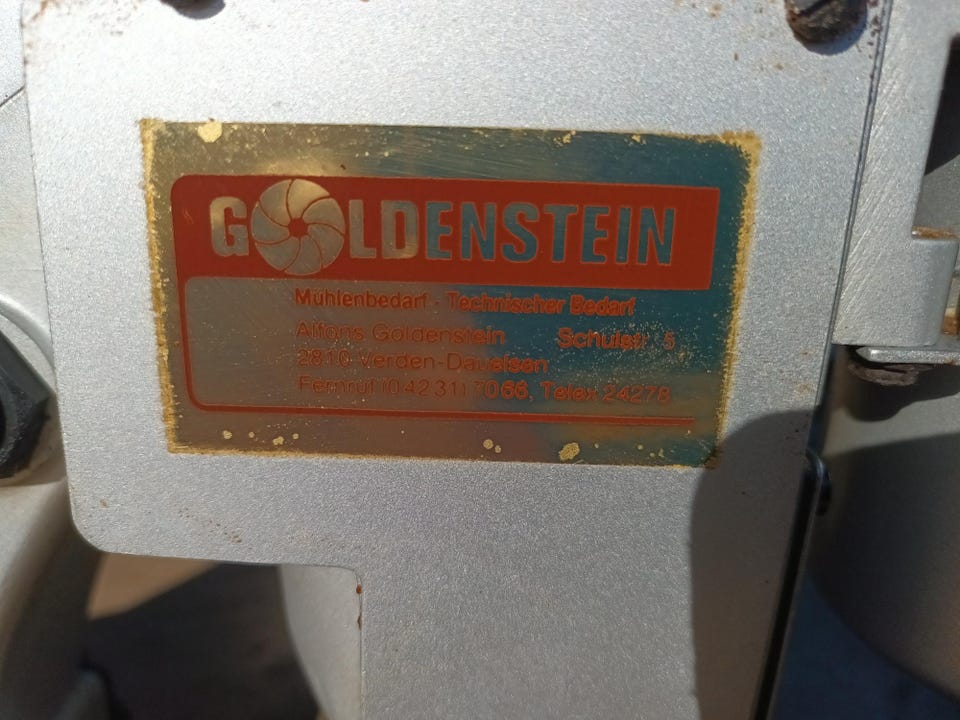 GOLDENSTEIN
Mühlenbedarf - Technischer Bedarf
Alfons Goldenstein Schulstr. 5
2810 Verden-Dauelsen
Fernruf (0 42 31) 70 66, Telex 24278